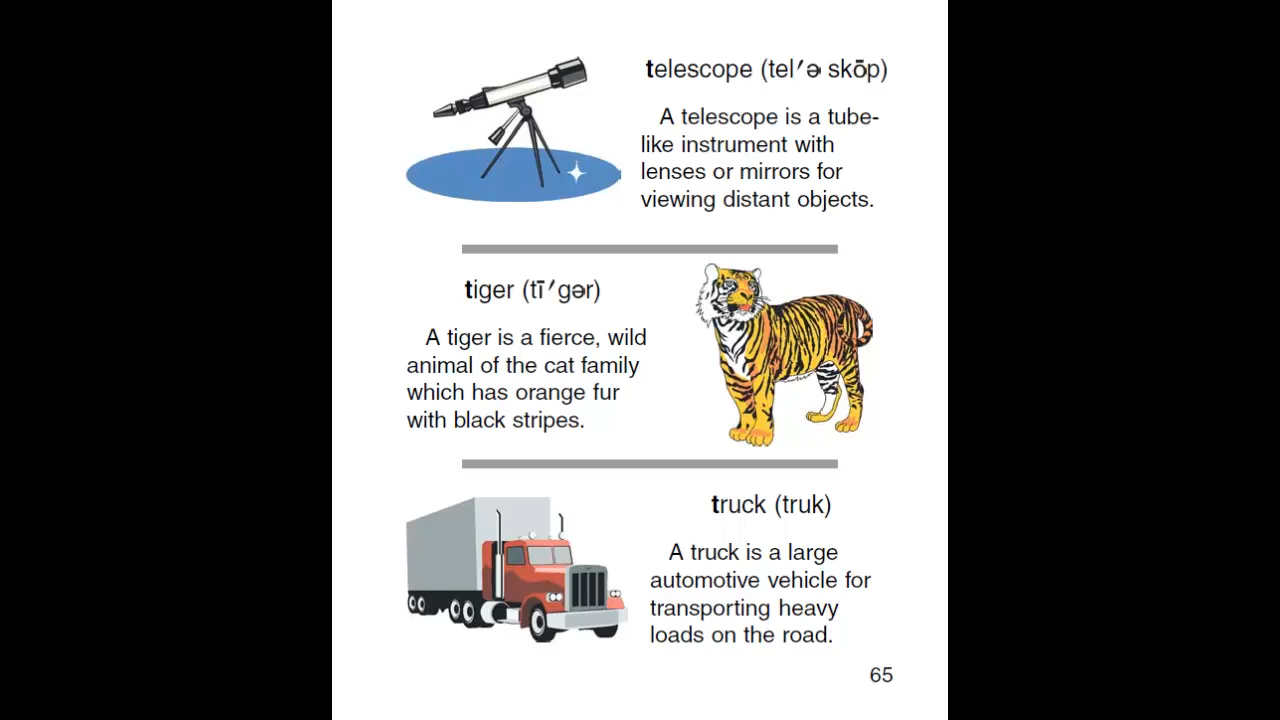 telescope (tel′ə skōp)
A telescope is a tube-
like instrument with
lenses or mirrors for
viewing distant objects.
tiger (tī′gər)
A tiger is a fierce, wild
animal of the cat family
which has orange fur
with black stripes.
truck (truk)
A truck is a large
automotive vehicle for
transporting heavy
loads on the road.
65